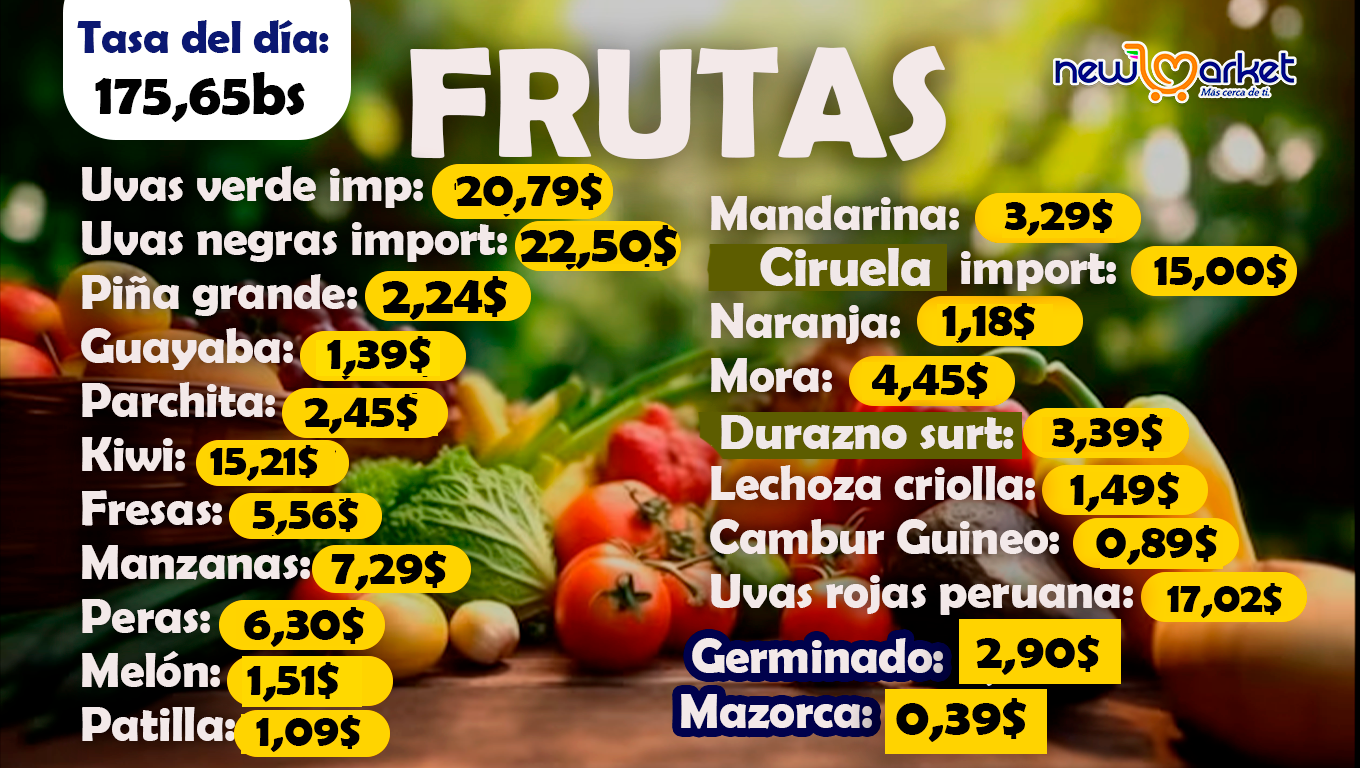 Tasa del día:
175,65bs
FRUTAS
new market
Más cerca de ti.
Uvas verde imp: 20,79$
Uvas negras import: 22,50$
Piña grande: 2,24$
Guayaba: 1,39$
Parchita: 2,45$
Kiwi: 15,21$
Fresas: 5,56$
Manzanas: 7,29$
Peras: 6,30$
Melón: 1,51$
Patilla: 1,09$
Mandarina: 3,29$
Ciruela import: 15,00$
Naranja: 1,18$
Mora: 4,45$
Durazno surt: 3,39$
Lechoza criolla: 1,49$
Cambur Guineo: 0,89$
Uvas rojas peruana: 17,02$
Germinado: 2,90$
Mazorca: 0,39$